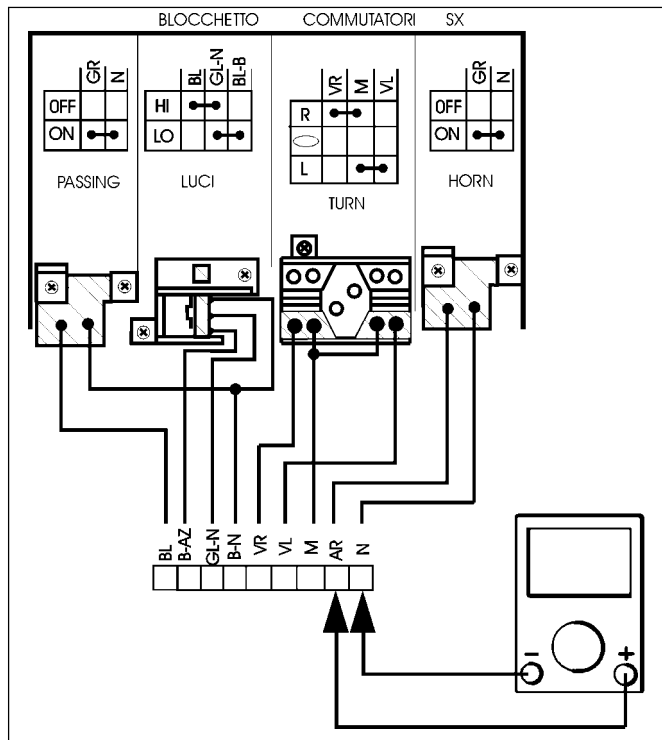 BLOCCHETTO COMMUTATORI SX
GR N
OFF
ON
PASSING
BL GL-N BL-B
HI
LO
LUCI
VR M VL
R
L
TURN
GR N
OFF
ON
HORN
BL B-AZ GL-N B-N VR VL M AR N
- +